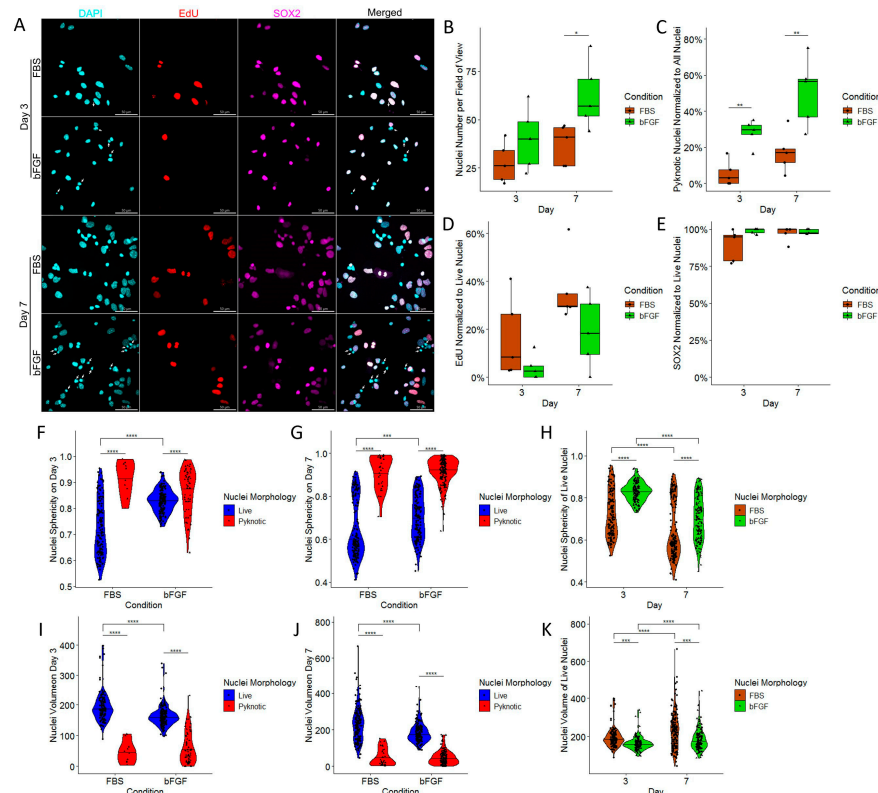 A
DAPI EdU SOX2 Merged
Day 3
FBS
bFGF
Day 7
FBS
bFGF
50 μm
B
Nuclei Number per Field of View
75
50
25
*
3 7
Day
Condition
FBS
bFGF
C
Pyknotic Nuclei Normalized to All Nuclei
80%
60%
40%
20%
0%
** **
3 7
Day
Condition
FBS
bFGF
D
EdU Normalized to Live Nuclei
60%
40%
20%
0%
3 7
Day
Condition
FBS
bFGF
E
SOX2 Normalized to Live Nuclei
100%
75%
50%
25%
0%
3 7
Day
Condition
FBS
bFGF
F
Nuclei Sphericity on Day 3
1.0
0.9
0.8
0.7
0.6
0.5
****
**** ****
FBS bFGF
Condition
Nuclei Morphology
Live
Pyknotic
G
Nuclei Sphericity on Day 7
1.0
0.8
0.6
0.4
***
**** ****
FBS bFGF
Condition
Nuclei Morphology
Live
Pyknotic
H
Nuclei Sphericity of Live Nuclei
1.0
0.8
0.6
0.4
****
****
**** ****
3 7
Day
Nuclei Morphology
FBS
bFGF
I
Nuclei Volumeon Day 3
400
300
200
100
0
****
****
****
FBS bFGF
Condition
Nuclei Morphology
Live
Pyknotic
J
Nuclei Volumeon Day 7
800
600
400
200
0
****
****
****
FBS bFGF
Condition
Nuclei Morphology
Live
Pyknotic
K
Nuclei Volume of Live Nuclei
800
600
400
200
****
****
*** ***
3 7
Day
Nuclei Morphology
FBS
bFGF